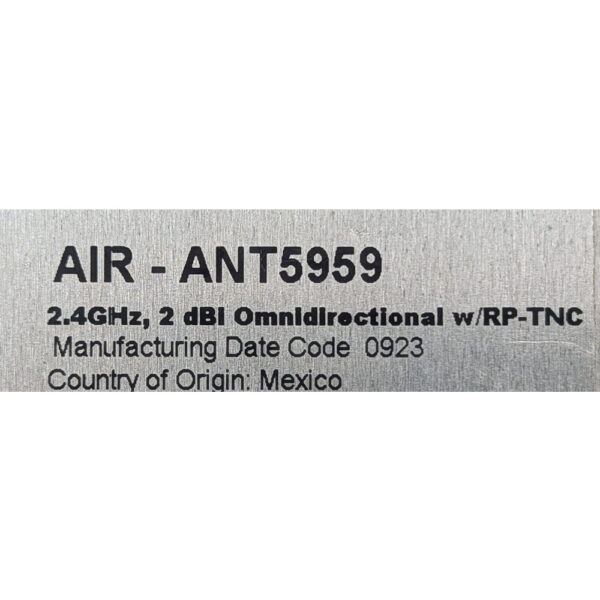 AIR - ANT5959
2.4GHz, 2 dBi Omnidirectional w/RP-TNC
Manufacturing Date Code 0923
Country of Origin: Mexico